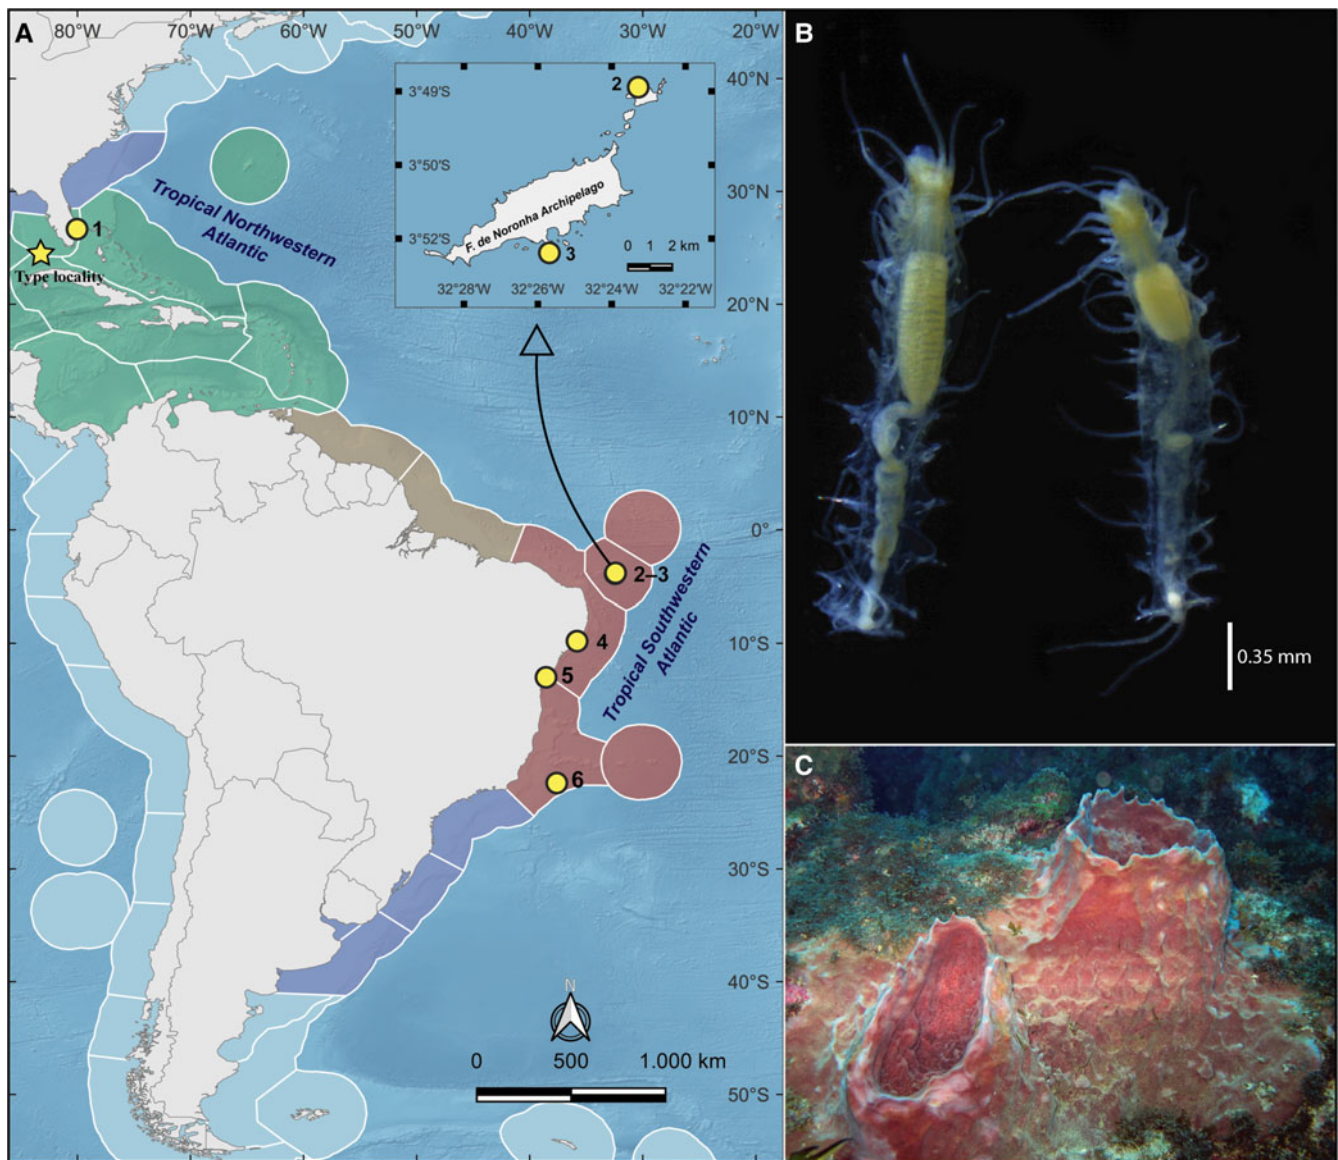 A
80°W
70°W
60°W
40°W
30°W
20°W
40°N
30°N
20°N
10°N
0°
10°S
20°S
30°S
40°S
50°S
2
3°49'S
3°50'S
3°52'S
F. de Noronha Archipelago
0 1 2 km
3
32°28'W
32°26'W
32°24'W
32°22'W
Tropical Northwestern
Atlantic
1
Type locality
2–3
4
5
6
Tropical Southwestern
Atlantic
N
0 500 1.000 km
B
0.35 mm
C